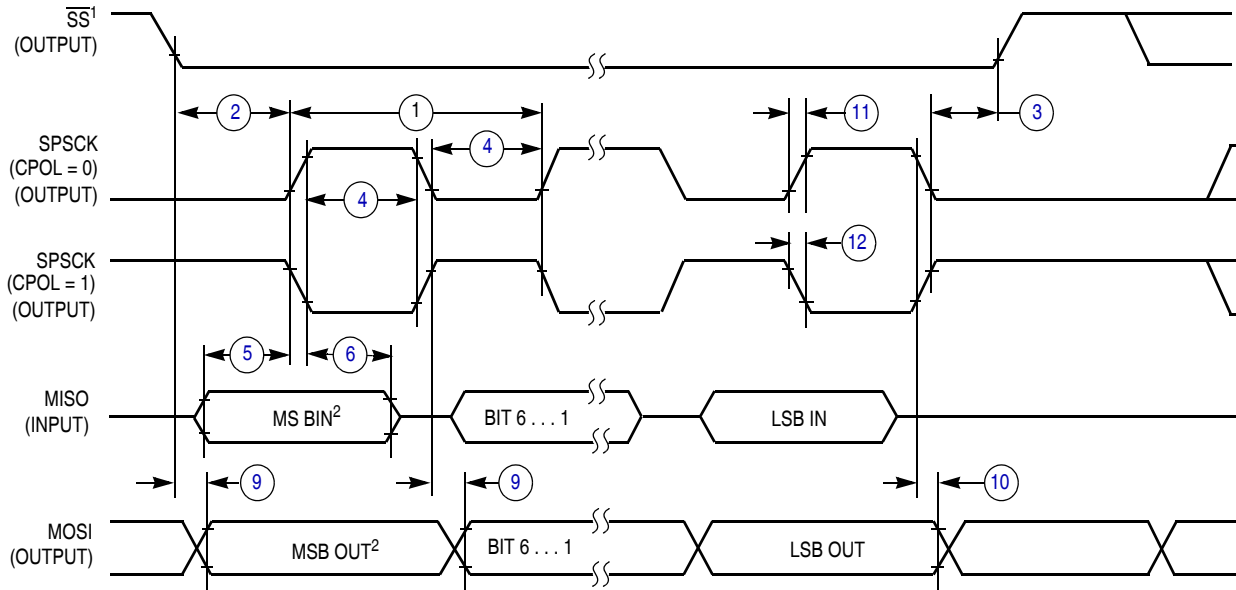 SS¹
(OUTPUT)
2
1
11
3
SPSCK
(CPOL = 0)
(OUTPUT)
4
4
12
SPSCK
(CPOL = 1)
(OUTPUT)
5
6
MISO
(INPUT)
MS BIN²
BIT 6 . . . 1
LSB IN
9
9
10
MOSI
(OUTPUT)
MSB OUT²
BIT 6 . . . 1
LSB OUT